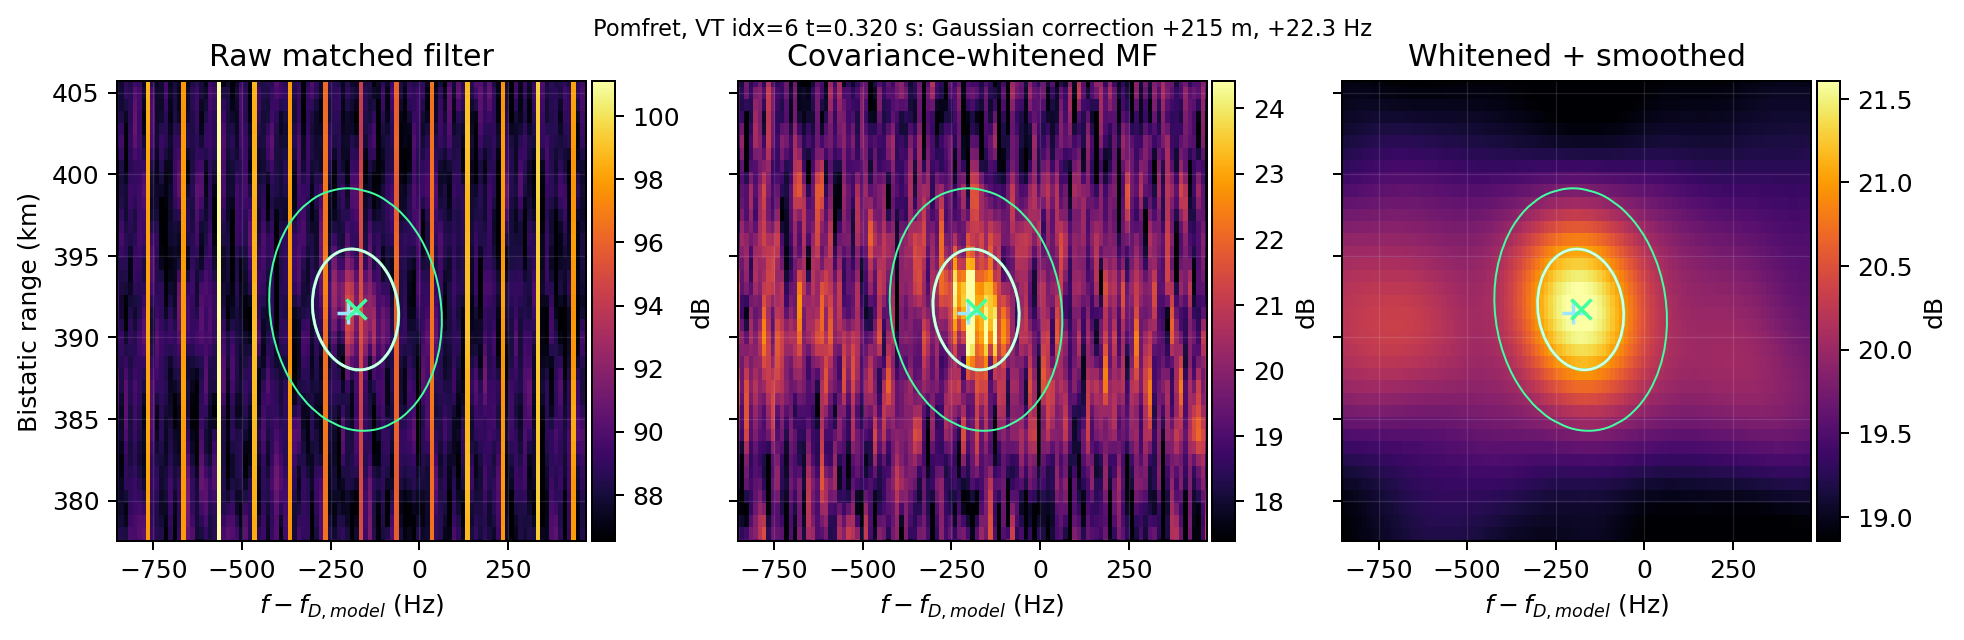 Pomfret, VT idx=6 t=0.320 s: Gaussian correction +215 m, +22.3 Hz
Raw matched filter
Covariance-whitened MF
Whitened + smoothed
405
400
395
390
385
380
Bistatic range (km)
−750 −500 −250 0 250
f − f_{D, model} (Hz)
100
98
96
94
92
90
88
dB
−750 −500 −250 0 250
f − f_{D, model} (Hz)
24
23
22
21
20
19
18
dB
−750 −500 −250 0 250
f − f_{D, model} (Hz)
21.5
21.0
20.5
20.0
19.5
19.0
dB